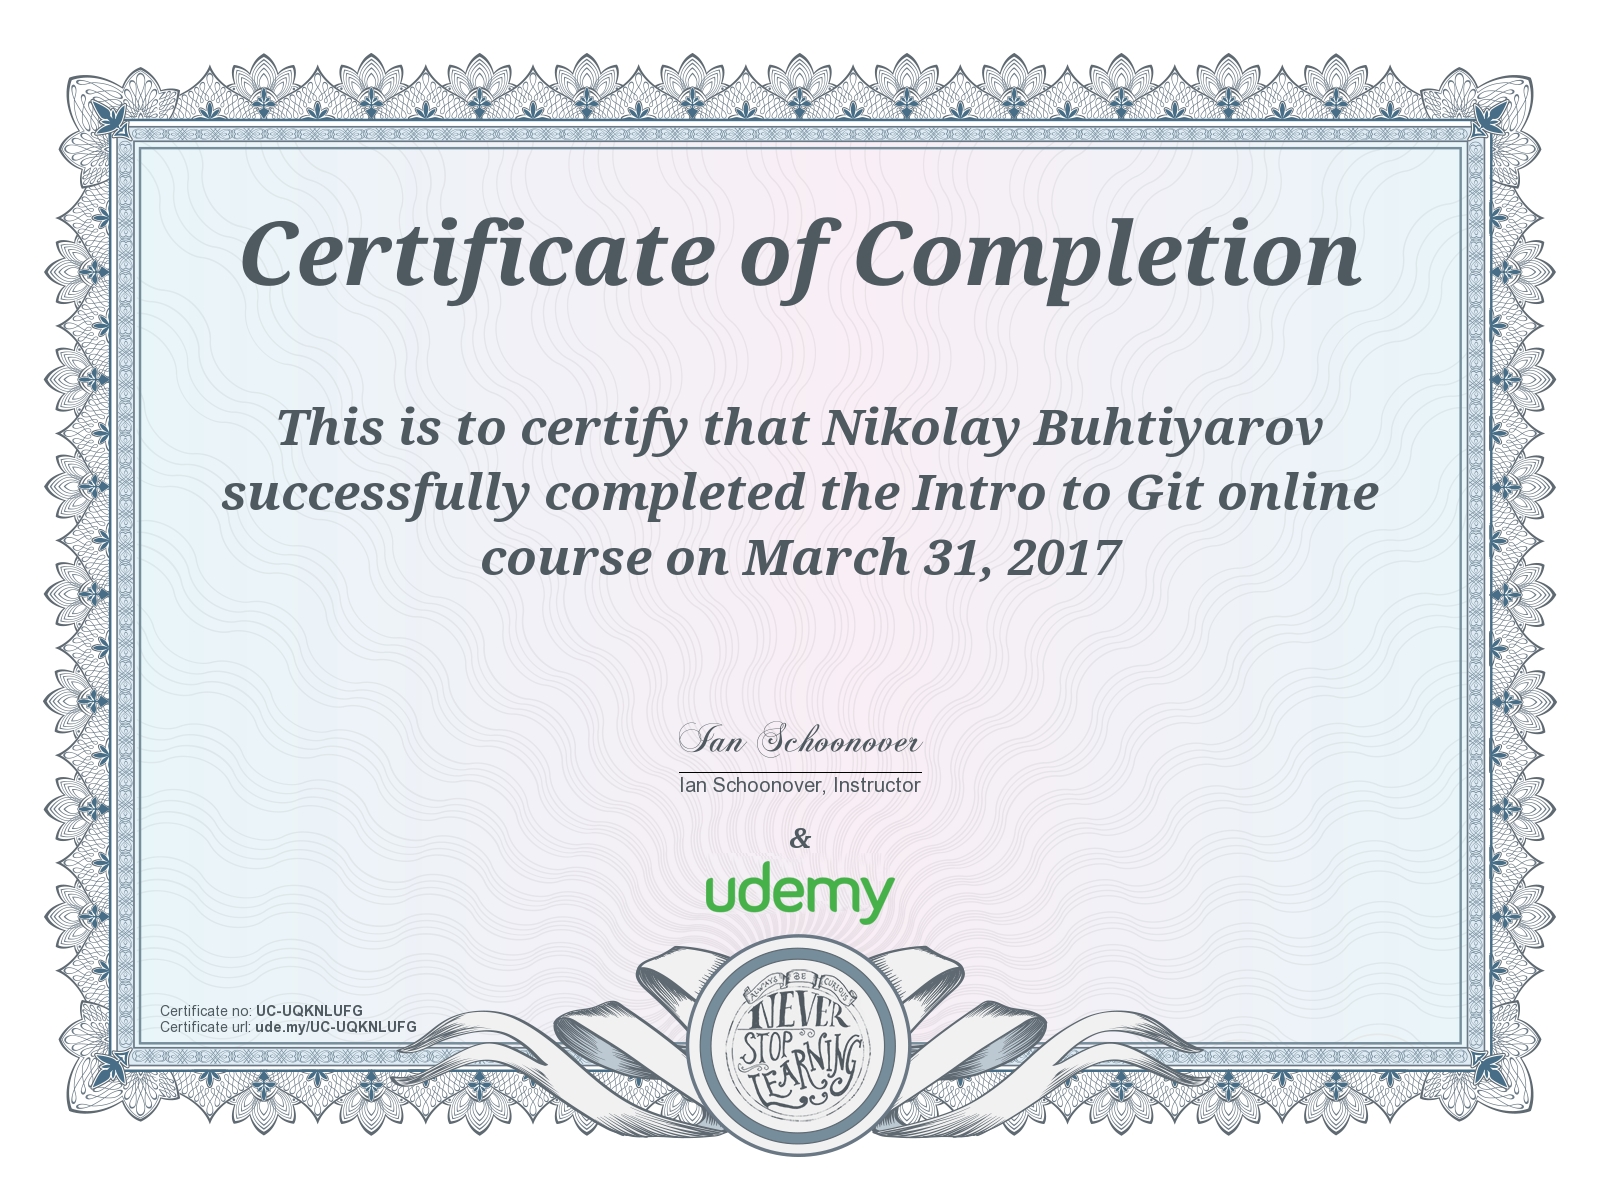 Certificate of Completion
This is to certify that Nikolay Buhtiyarov
successfully completed the Intro to Git online
course on March 31, 2017
Ian Schoonover
Ian Schoonover, Instructor
&
udemy
ALWAYS BE CURIOUS
NEVER
STOP
LEARNING
Certificate no: UC-UQKNLUFG
Certificate url: ude.my/UC-UQKNLUFG